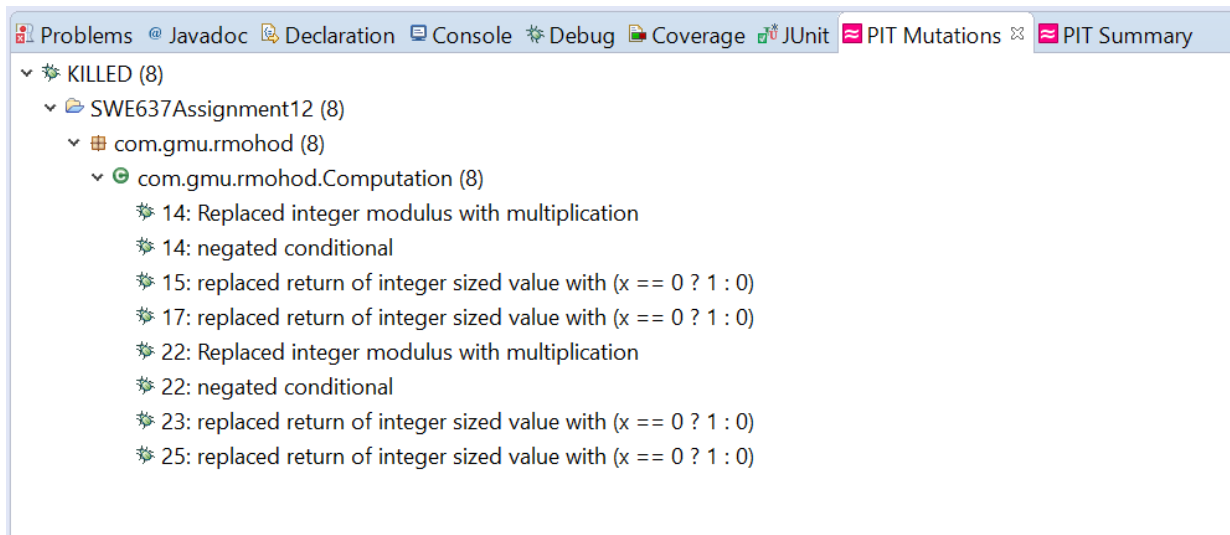 Problems @ Javadoc Declaration Console Debug Coverage JUnit PIT Mutations PIT Summary
KILLED (8)
SWE637Assignment12 (8)
com.gmu.rmohod (8)
com.gmu.rmohod.Computation (8)
14: Replaced integer modulus with multiplication
14: negated conditional
15: replaced return of integer sized value with (x == 0 ? 1 : 0)
17: replaced return of integer sized value with (x == 0 ? 1 : 0)
22: Replaced integer modulus with multiplication
22: negated conditional
23: replaced return of integer sized value with (x == 0 ? 1 : 0)
25: replaced return of integer sized value with (x == 0 ? 1 : 0)